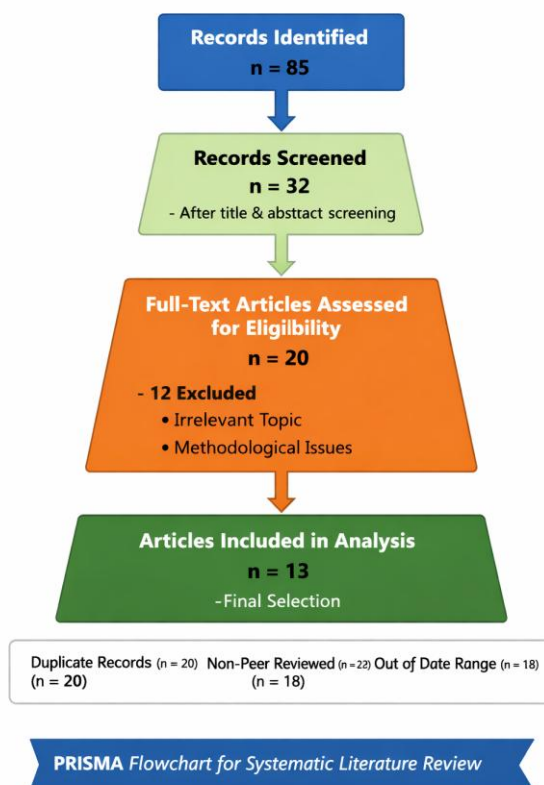 Records Identified
n = 85
Records Screened
n = 32
- After title & absttact screening
Full-Text Articles Assessed
for Eligilbility
n = 20
- 12 Excluded
• Irrelevant Topic
• Methodological Issues
Articles Included in Analysis
n = 13
-Final Selection
Duplicate Records (n = 20) Non-Peer Reviewed (n = 22) Out of Date Range (n = 18)
(n = 20) (n = 18)
PRISMA Flowchart for Systematic Literature Review